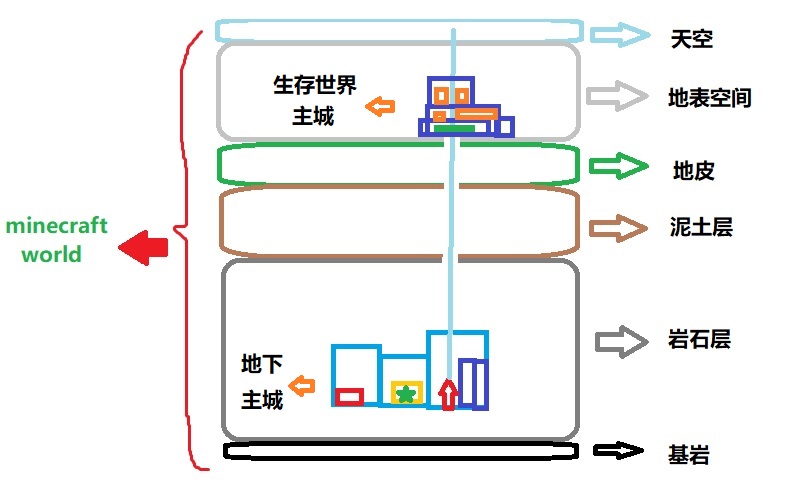 天空
生存世界
主城
地表空间
地皮
minecraft
world
泥土层
岩石层
地下
主城
基岩